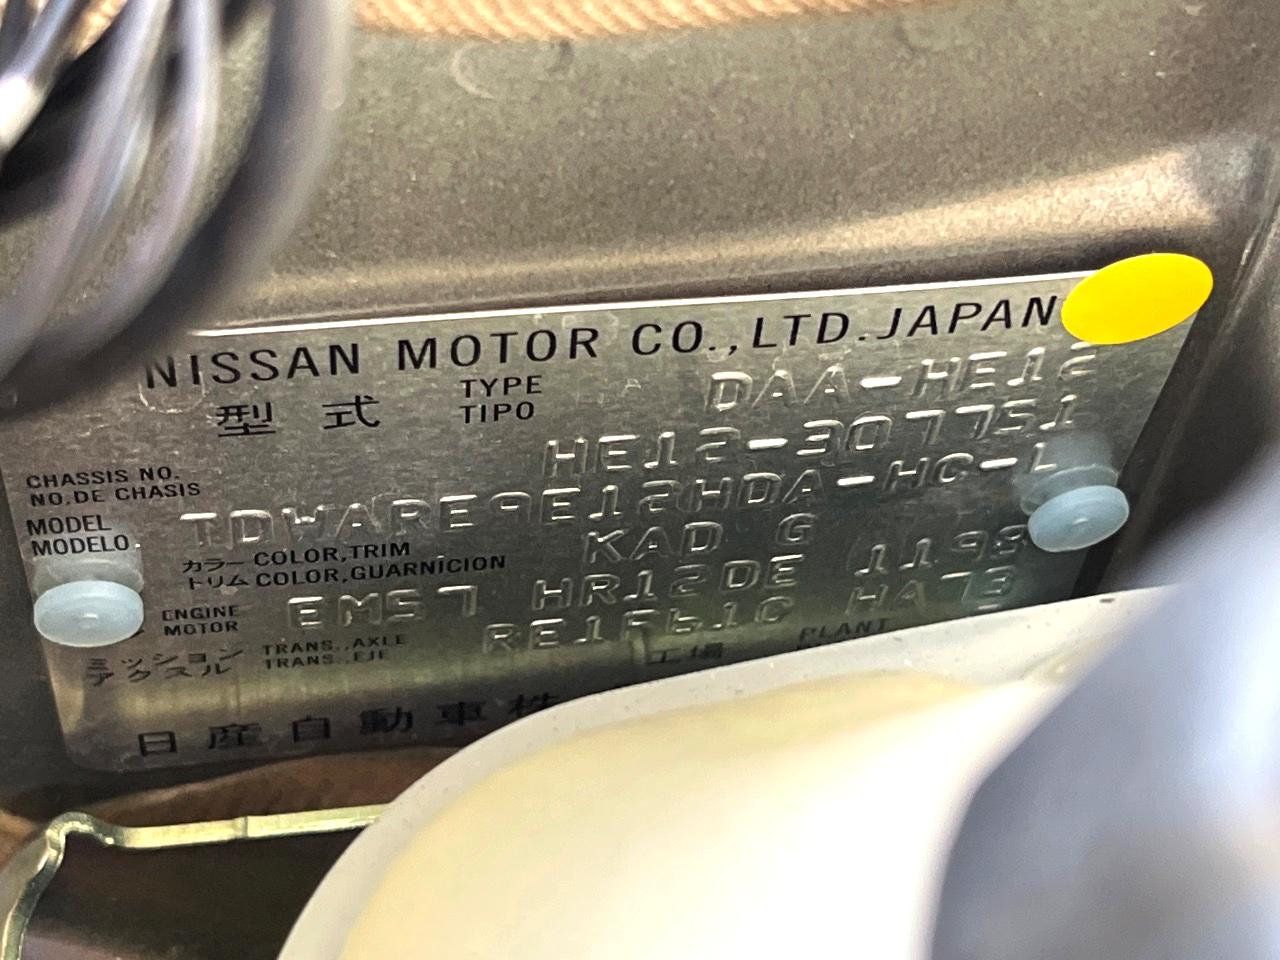 NISSAN MOTOR CO.,LTD.JAPAN
型 式 TYPE TIPO DAA-HE12
CHASSIS NO. NO.DE CHASIS HE12-307751
MODEL MODELO TDWARE9E12HDA-HC-L
カラー COLOR,TRIM トリム COLOR,GUARNICION KAD G
ENGINE MOTOR EM57 HR12DE 1198
ミッション アクスル TRANS.,AXLE TRANS.,EJE RE1F61C HA73
工場 PLANT
日 産 自 動 車 株